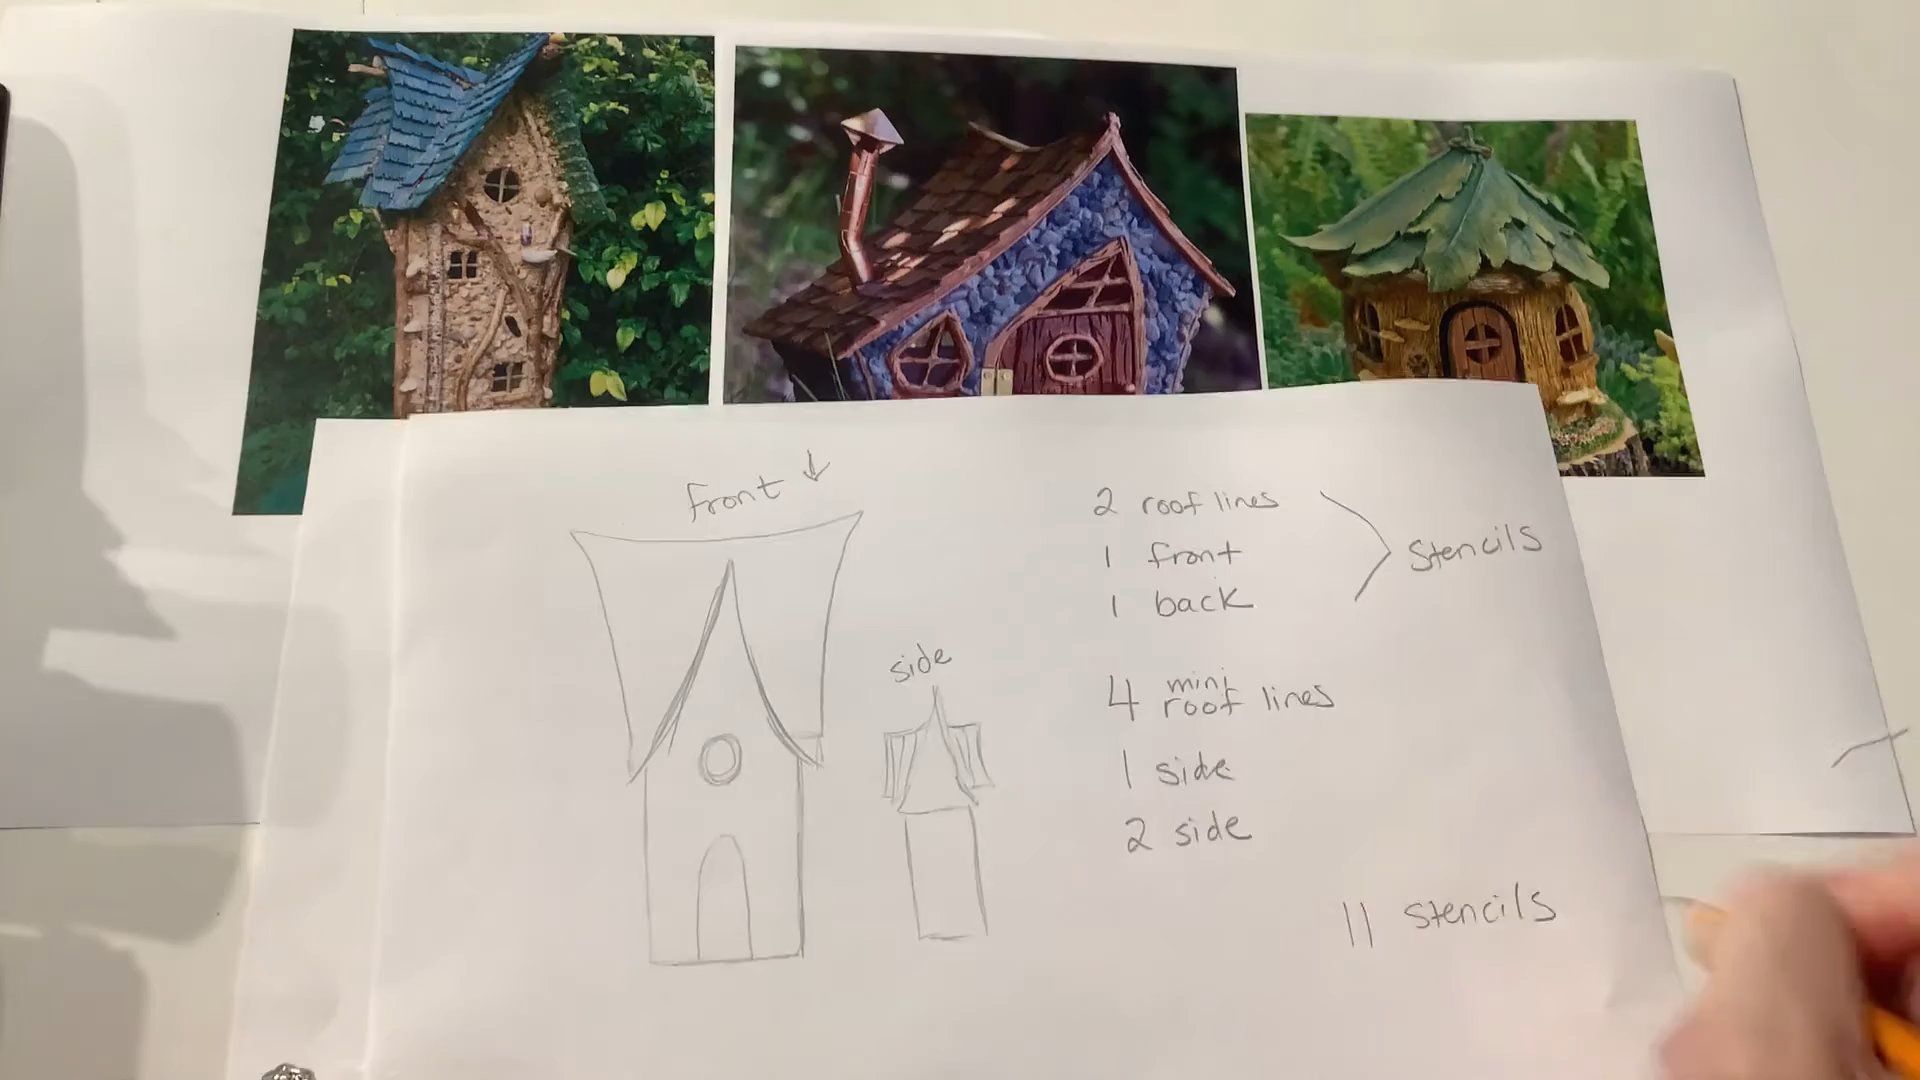 front ↓
2 roof lines
1 front
1 back
stencils
side
4 mini roof lines
1 side
2 side
11 stencils